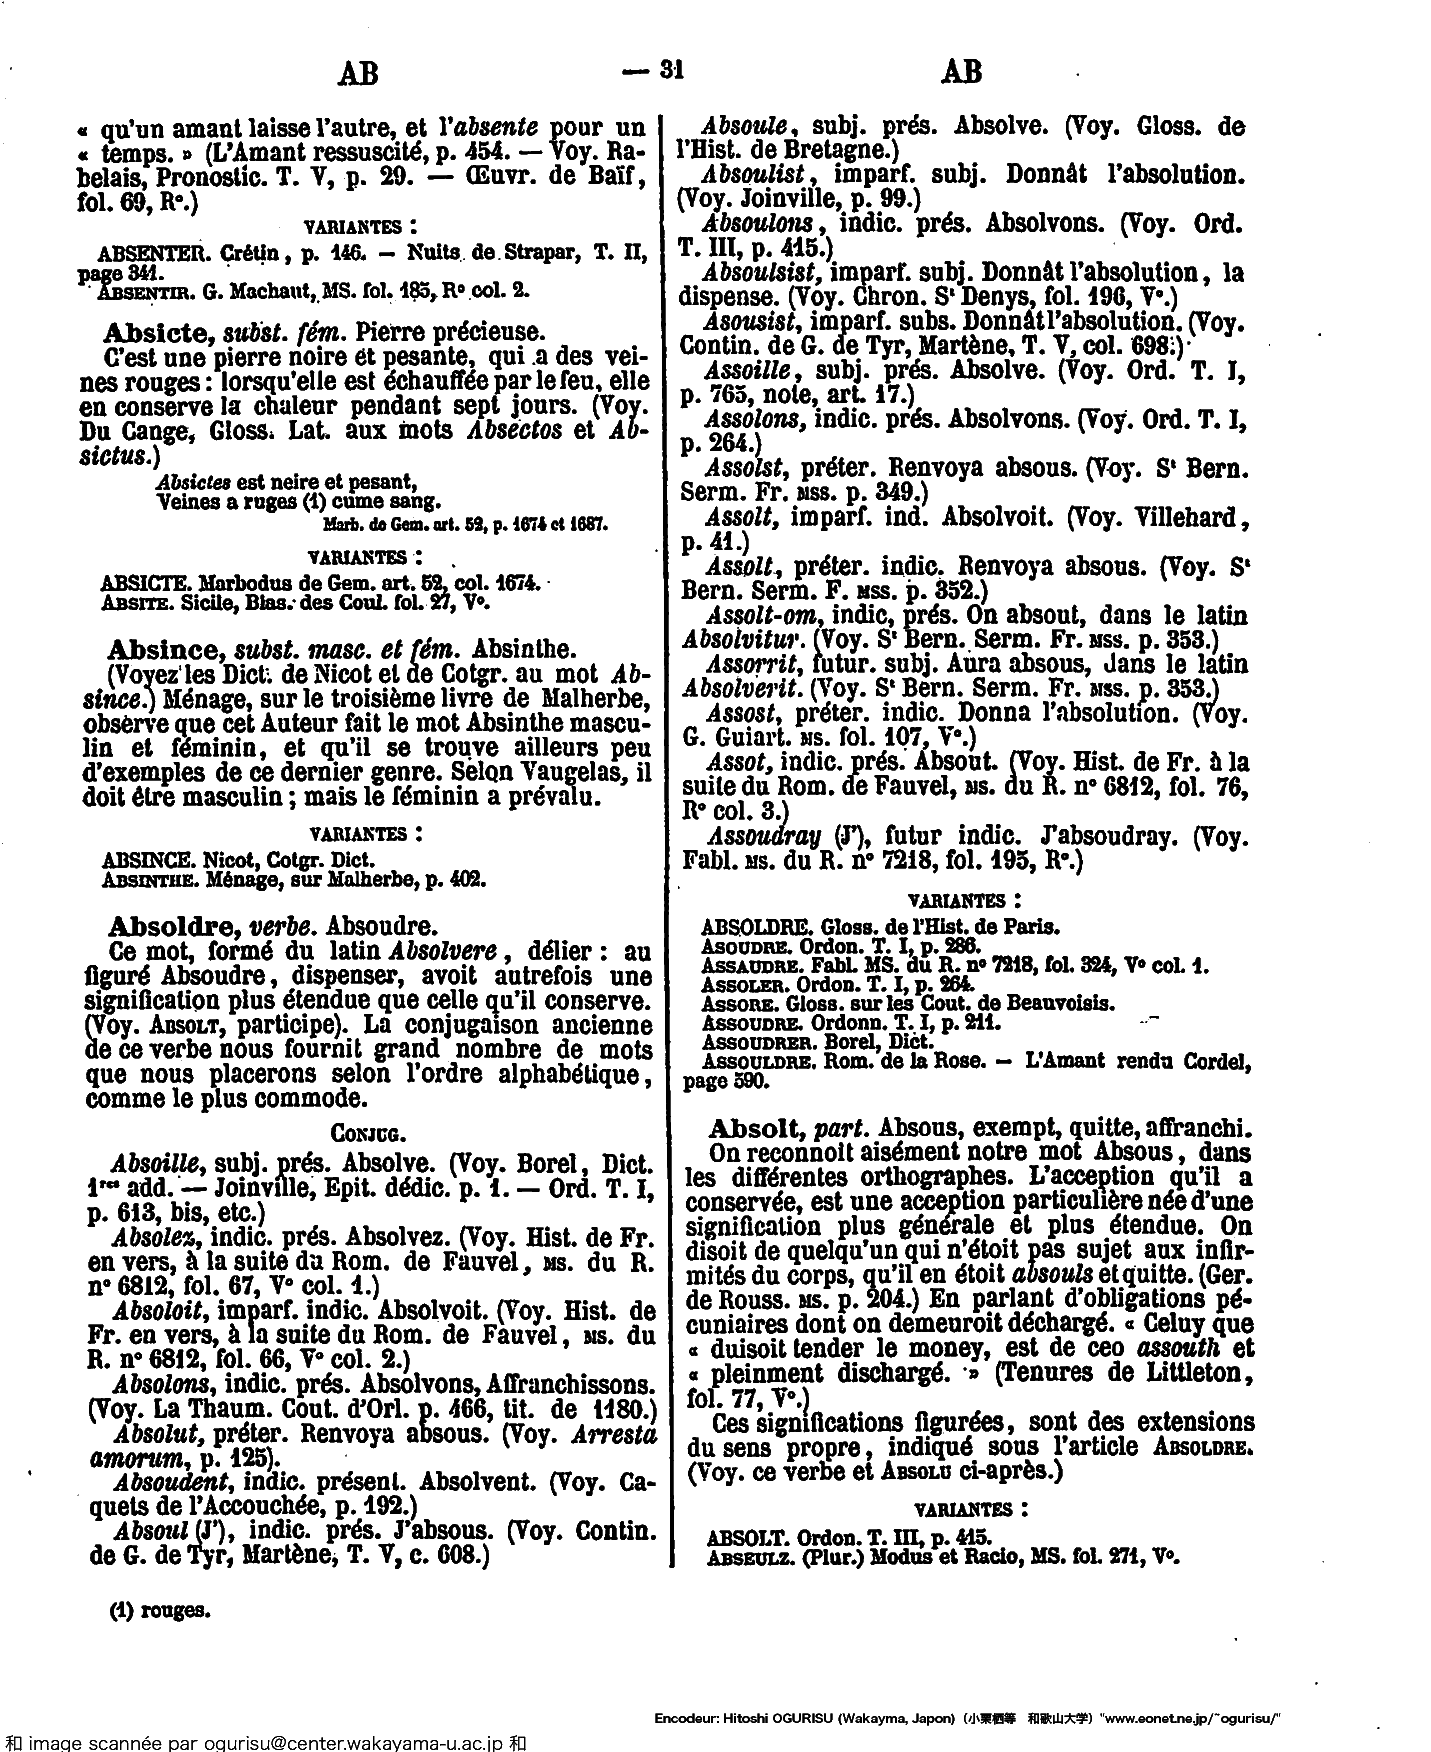 AB
— 31
AB
« qu'un amant laisse l'autre, et l'absente pour un
« temps. » (L'Amant ressuscité, p. 454. — Voy. Ra-
belais, Pronostic. T. V, p. 29. — Œuvr. de Baïf,
fol. 69, R°.)
VARIANTES :
ABSENTER. Crétin, p. 146. — Nuits de Strapar, T. II,
page 341.
ABSENTIR. G. Machaut, MS. fol. 185, R° col. 2.
Absicte, subst. fém. Pierre précieuse.
C'est une pierre noire et pesante, qui a des vei-
nes rouges : lorsqu'elle est échauffée par le feu, elle
en conserve la chaleur pendant sept jours. (Voy.
Du Cange, Gloss. Lat. aux mots Absectos et Ab-
sictus.)
Absictes est neire et pesant,
Veines a ruges (1) cume sang.
Marb. de Gem. art. 52, p. 1674 et 1687.
VARIANTES :
ABSICTE. Marbodus de Gem. art. 52, col. 1674.
ABSITE. Sicile, Blas. des Coul. fol. 27, V°.
Absince, subst. masc. et fém. Absinthe.
(Voyez les Dict. de Nicot et de Cotgr. au mot Ab-
since.) Ménage, sur le troisième livre de Malherbe,
observe que cet Auteur fait le mot Absinthe mascu-
lin et féminin, et qu'il se trouve ailleurs peu
d'exemples de ce dernier genre. Selon Vaugelas, il
doit être masculin ; mais le féminin a prévalu.
VARIANTES :
ABSINCE. Nicot, Cotgr. Dict.
ABSINTHE. Ménage, sur Malherbe, p. 402.
Absoldre, verbe. Absoudre.
Ce mot, formé du latin Absolvere, délier : au
figuré Absoudre, dispenser, avoit autrefois une
signification plus étendue que celle qu'il conserve.
(Voy. ABSOLT, participe). La conjugaison ancienne
de ce verbe nous fournit grand nombre de mots
que nous placerons selon l'ordre alphabétique,
comme le plus commode.
CONJUG.
Absoille, subj. prés. Absolve. (Voy. Borel, Dict.
1res add. — Joinville, Epit. dédic. p. 1. — Ord. T. I,
p. 613, bis, etc.)
Absolez, indic. prés. Absolvez. (Voy. Hist. de Fr.
en vers, à la suite du Rom. de Fauvel, MS. du R.
n° 6812, fol. 67, V° col. 1.)
Absoloit, imparf. indic. Absolvoit. (Voy. Hist. de
Fr. en vers, à la suite du Rom. de Fauvel, MS. du
R. n° 6812, fol. 66, V° col. 2.)
Absolons, indic. prés. Absolvons, Affranchissons.
(Voy. La Thaum. Cout. d'Orl. p. 466, tit. de 1180.)
Absolut, préter. Renvoya absous. (Voy. Arresta
amorum, p. 125).
Absoudent, indic. présent. Absolvent. (Voy. Ca-
quets de l'Accouchée, p. 192.)
Absoul (J'), indic. prés. J'absous. (Voy. Contin.
de G. de Tyr, Martène, T. V, c. 608.)
(1) rouges.
Absoule, subj. prés. Absolve. (Voy. Gloss. de
l'Hist. de Bretagne.)
Absoulist, imparf. subj. Donnât l'absolution.
(Voy. Joinville, p. 99.)
Absoulons, indic. prés. Absolvons. (Voy. Ord.
T. III, p. 415.)
Absoulsist, imparf. subj. Donnât l'absolution, la
dispense. (Voy. Chron. St Denys, fol. 196, V°.)
Asousist, imparf. subs. Donnât l'absolution. (Voy.
Contin. de G. de Tyr, Martène, T. V, col. 698.)
Assoille, subj. prés. Absolve. (Voy. Ord. T. I,
p. 765, note, art. 17.)
Assolons, indic. prés. Absolvons. (Voy. Ord. T. I,
p. 264.)
Assolst, préter. Renvoya absous. (Voy. St Bern.
Serm. Fr. MSS. p. 349.)
Assolt, imparf. ind. Absolvoit. (Voy. Villehard,
p. 41.)
Assolt, préter. indic. Renvoya absous. (Voy. St
Bern. Serm. F. MSS. p. 352.)
Assolt-om, indic, prés. On absout, dans le latin
Absolvitur. (Voy. St Bern. Serm. Fr. MSS. p. 353.)
Assorrit, futur. subj. Aura absous, dans le latin
Absolverit. (Voy. St Bern. Serm. Fr. MSS. p. 353.)
Assost, préter. indic. Donna l'absolution. (Voy.
G. Guiart. MS. fol. 107, V°.)
Assot, indic. prés. Absout. (Voy. Hist. de Fr. à la
suite du Rom. de Fauvel, MS. du R. n° 6812, fol. 76,
R° col. 3.)
Assoudray (J'), futur indic. J'absoudray. (Voy.
Fabl. MS. du R. n° 7218, fol. 195, R°.)
VARIANTES :
ABSOLDRE. Gloss. de l'Hist. de Paris.
ASOUDRE. Ordon. T. I, p. 286.
ASSAUDRE. Fabl. MS. du R. n° 7218, fol. 324, V° col. 1.
ASSOLER. Ordon. T. I, p. 264.
ASSORE. Gloss. sur les Cout. de Beauvoisis.
ASSOUDRE. Ordonn. T. I, p. 211.
ASSOUDRER. Borel, Dict.
ASSOULDRE. Rom. de la Rose. — L'Amant rendu Cordel,
page 590.
Absolt, part. Absous, exempt, quitte, affranchi.
On reconnoît aisément notre mot Absous, dans
les différentes orthographes. L'acception qu'il a
conservée, est une acception particulière née d'une
signification plus générale et plus étendue. On
disoit de quelqu'un qui n'étoit pas sujet aux infir-
mités du corps, qu'il en étoit absouls et quitte. (Ger.
de Rouss. MS. p. 204.) En parlant d'obligations pé-
cuniaires dont on demeuroit déchargé. « Celuy que
« duisoit tender le money, est de ceo assouth et
« pleinment dischargé. » (Tenures de Littleton,
fol. 77, V°.)
Ces significations figurées, sont des extensions
du sens propre, indiqué sous l'article ABSOLDRE.
(Voy. ce verbe et ABSOLU ci-après.)
VARIANTES :
ABSOLT. Ordon. T. III, p. 415.
ABSEULZ. (Plur.) Modus et Racio, MS. fol. 271, V°.
Encodeur: Hitoshi OGURISU (Wakayma, Japon) (小栗栖等 和歌山大学) "www.eonet.ne.jp/~ogurisu/"
和 image scannée par ogurisu@center.wakayama-u.ac.jp 和